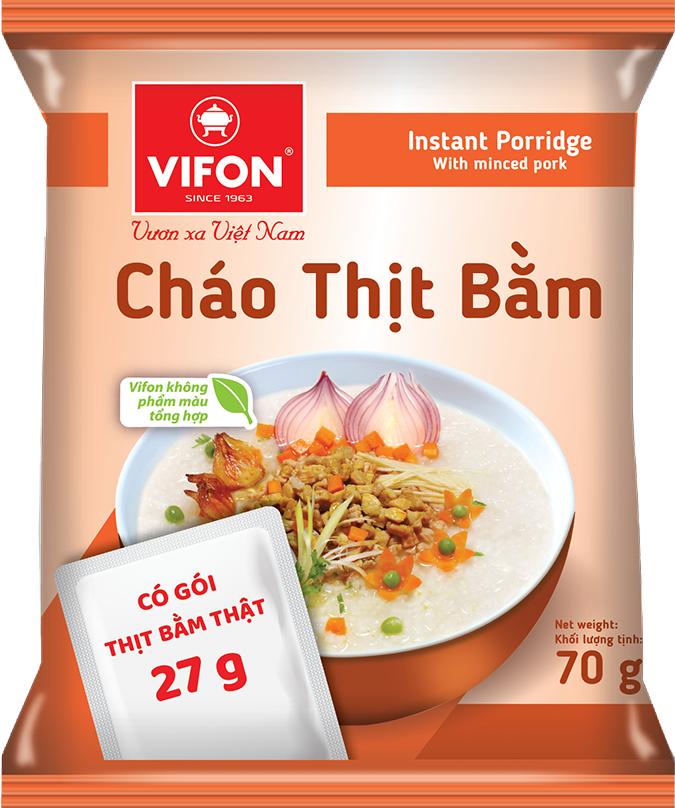 VIFON®
SINCE 1963
Vươn xa Việt Nam
Instant Porridge
With minced pork
Cháo Thịt Bằm
Vifon không
phẩm màu
tổng hợp
CÓ GÓI
THỊT BẰM THẬT
27 g
Net weight:
Khối lượng tịnh:
70 g